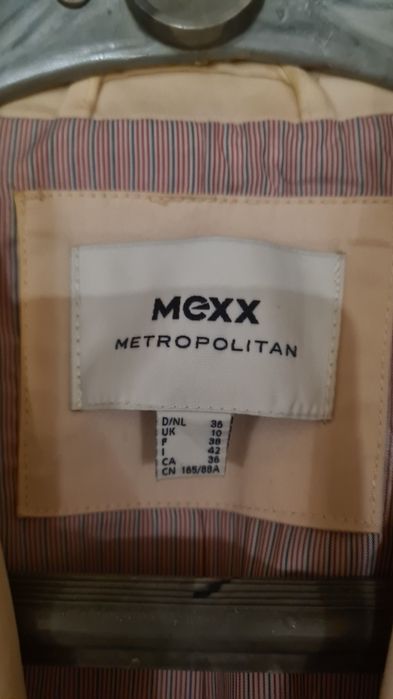 MeXX
METROPOLITAN
D/NL 36
UK 10
F 38
I 42
CA 36
CN 165/88A